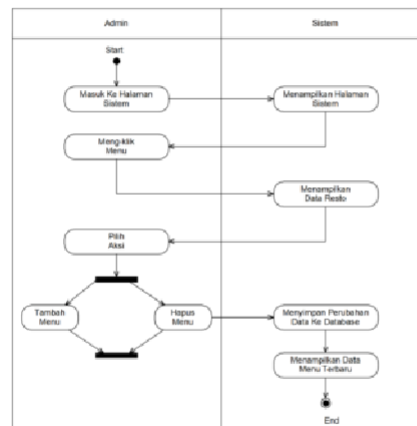 Admin
Sistem
Start
Masuk Ke Halaman
Sistem
Menampilkan Halaman
Sistem
Mengklik
Menu
Menampilkan
Data Resto
Pilih
Aksi
Tambah
Menu
Hapus
Menu
Menyimpan Perubahan
Data Ke Database
Menampilkan Data
Menu Terbaru
End